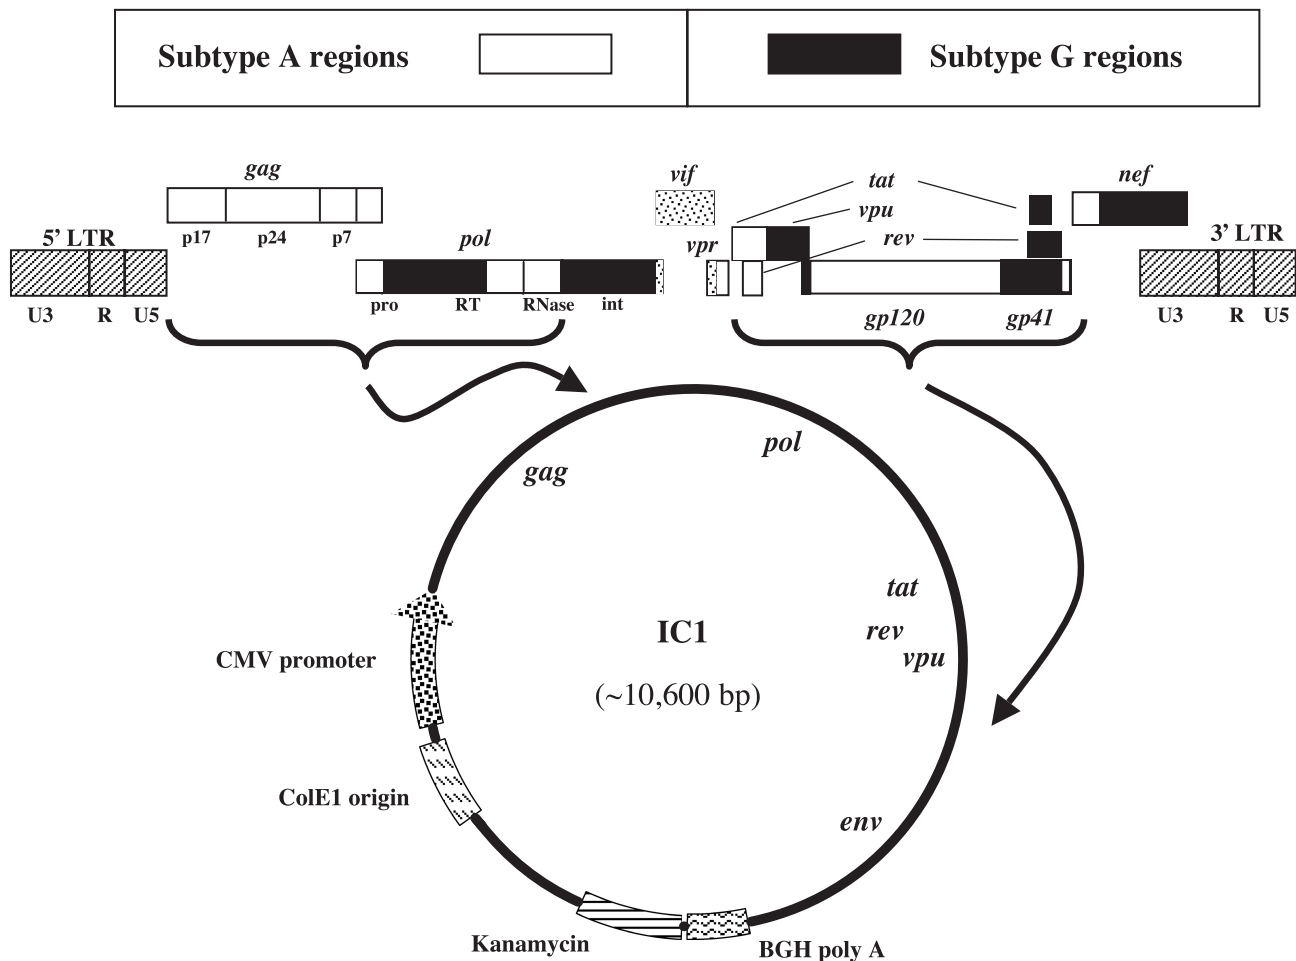 Subtype A regions
Subtype G regions
gag
vif
tat
nef
vpu
p17 p24 p7
5’ LTR
pol
vpr
rev
3’ LTR
pro RT RNase int
U3 R U5
gp120 gp41
U3 R U5
pol
gag
tat
IC1
rev
vpu
CMV promoter
(~10,600 bp)
ColE1 origin
env
Kanamycin
BGH poly A